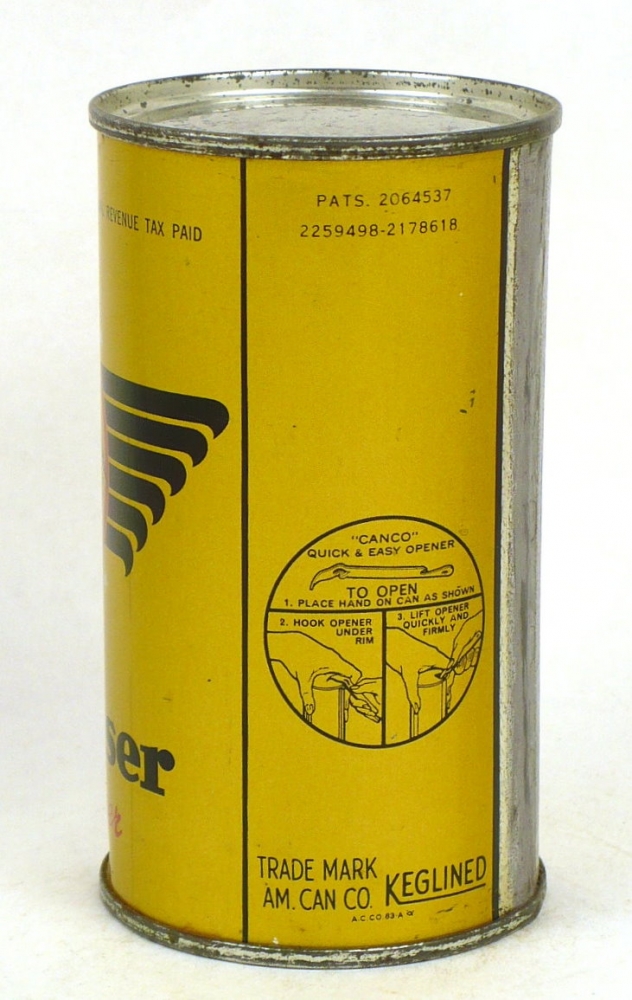 REVENUE TAX PAID
PATS. 2064537
2259498-2178618
"CANCO"
QUICK & EASY OPENER
TO OPEN
1. PLACE HAND ON CAN AS SHOWN
2. HOOK OPENER
UNDER
RIM
3. LIFT OPENER
QUICKLY AND
FIRMLY
ser
TRADE MARK
AM. CAN CO.
KEGLINED
A.C.CO. 83-A